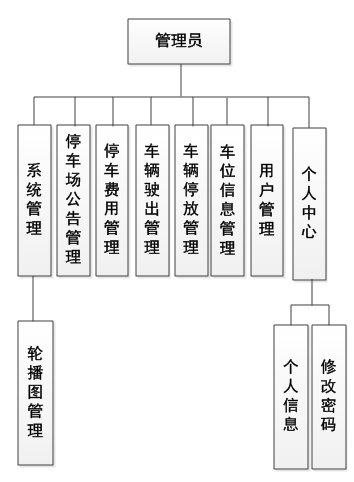 管理员
系统管理
停车场公告管理
停车费用管理
车辆驶出管理
车辆停放管理
车位信息管理
用户管理
个人中心
轮播图管理
个人信息
修改密码